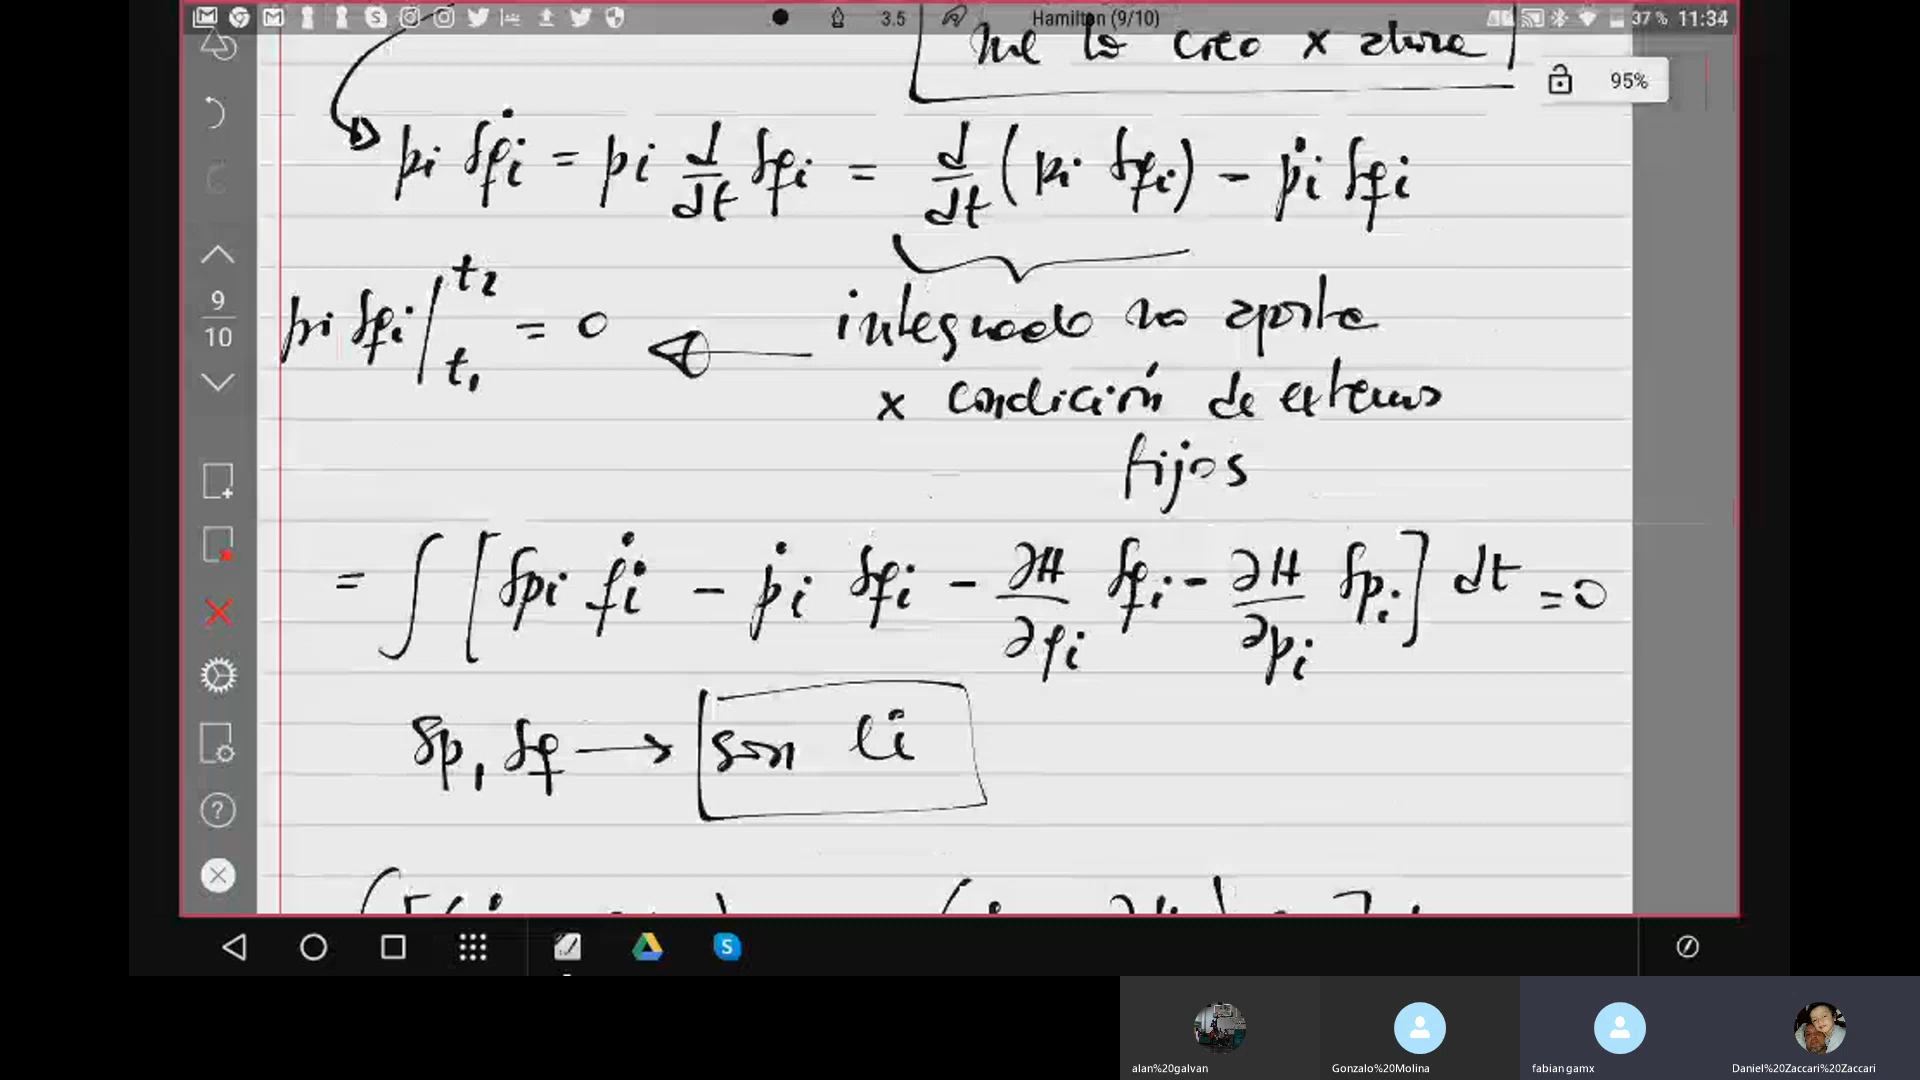 3.5 Hamilton (9/10) 37 % 11:34
me lo creo x ahora
95%
pi δq̇i = pi d/dt δqi = d/dt (pi δqi) - ṗi δqi
pi δqi |t₁ t₂ = 0
integrado no aporta
x condición de extremos
fijos
9
10
= ∫ [δpi q̇i - ṗi δqi - ∂H/∂qi δqi - ∂H/∂pi δpi] dt = 0
δp, δq → son li
alan%20galvan
Gonzalo%20Molina
fabian gamx
Daniel%20Zaccari%20Zaccari